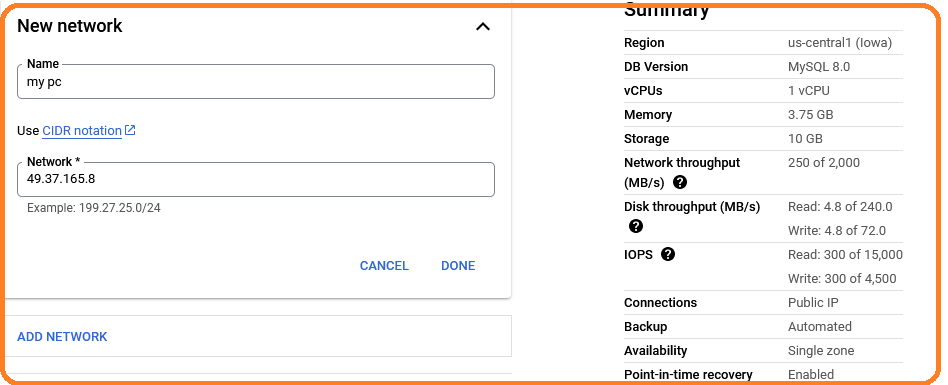 New network
Name
my pc
Use CIDR notation
Network *
49.37.165.8
Example: 199.27.25.0/24
CANCEL DONE
ADD NETWORK
Summary
Region us-central1 (Iowa)
DB Version MySQL 8.0
vCPUs 1 vCPU
Memory 3.75 GB
Storage 10 GB
Network throughput 250 of 2,000
(MB/s) ?
Disk throughput (MB/s) Read: 4.8 of 240.0
? Write: 4.8 of 72.0
IOPS ? Read: 300 of 15,000
Write: 300 of 4,500
Connections Public IP
Backup Automated
Availability Single zone
Point-in-time recovery Enabled